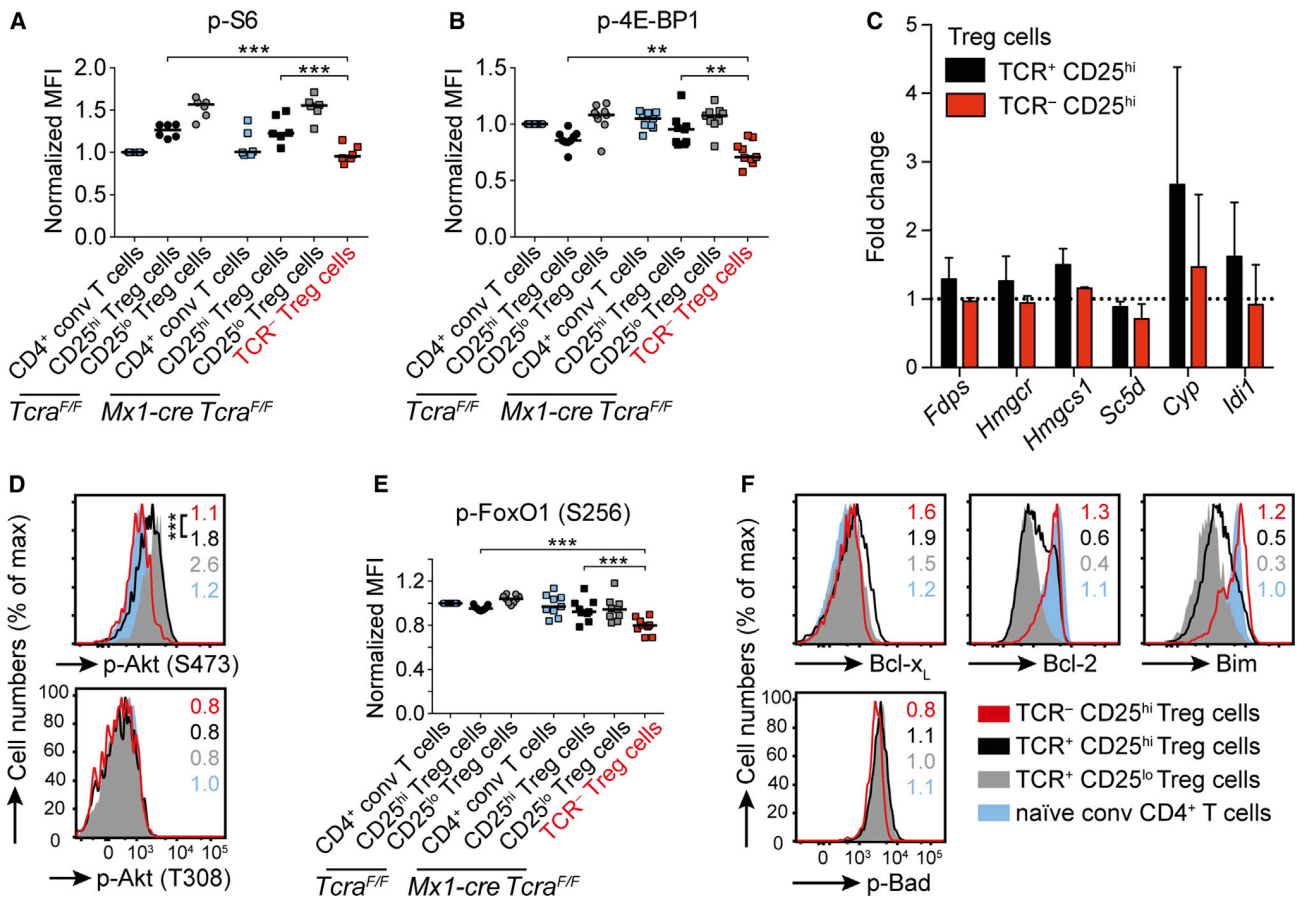 A
p-S6
***
***
Normalized MFI
2.0
1.5
1.0
0.5
0.0
CD4+ conv T cells
CD25hi Treg cells
CD25lo Treg cells
CD4+ conv T cells
CD25hi Treg cells
CD25lo Treg cells
TCR– Treg cells
TcraF/F
Mx1-cre TcraF/F
B
p-4E-BP1
**
**
Normalized MFI
1.5
1.0
0.5
0.0
CD4+ conv T cells
CD25hi Treg cells
CD25lo Treg cells
CD4+ conv T cells
CD25hi Treg cells
CD25lo Treg cells
TCR– Treg cells
TcraF/F
Mx1-cre TcraF/F
C
Treg cells
TCR+ CD25hi
TCR– CD25hi
Fold change
5
4
3
2
1
0
Fdps
Hmgcr
Hmgcs1
Sc5d
Cyp
Idi1
D
Cell numbers (% of max)
***
1.1
1.8
2.6
1.2
p-Akt (S473)
100
80
60
40
20
0
0.8
0.8
0.8
1.0
0 103 104 105
p-Akt (T308)
E
p-FoxO1 (S256)
***
***
Normalized MFI
1.2
0.8
0.4
0.0
CD4+ conv T cells
CD25hi Treg cells
CD25lo Treg cells
CD4+ conv T cells
CD25hi Treg cells
CD25lo Treg cells
TCR– Treg cells
TcraF/F
Mx1-cre TcraF/F
F
Cell numbers (% of max)
1.6
1.9
1.5
1.2
Bcl-xL
1.3
0.6
0.4
1.1
Bcl-2
1.2
0.5
0.3
1.0
Bim
100
80
60
40
20
0
0.8
1.1
1.0
1.1
0 103 104 105
p-Bad
TCR– CD25hi Treg cells
TCR+ CD25hi Treg cells
TCR+ CD25lo Treg cells
naïve conv CD4+ T cells